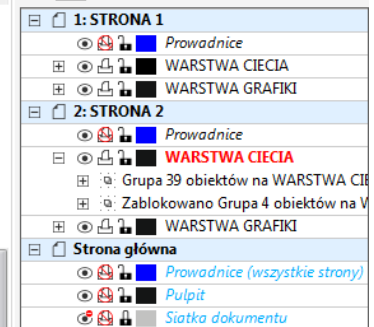 1: STRONA 1
Prowadnice
WARSTWA CIECIA
WARSTWA GRAFIKI
2: STRONA 2
Prowadnice
WARSTWA CIECIA
Grupa 39 obiektów na WARSTWA CIE
Zablokowano Grupa 4 obiektów na
WARSTWA GRAFIKI
Strona główna
Prowadnice (wszystkie strony)
Pulpit
Siatka dokumentu